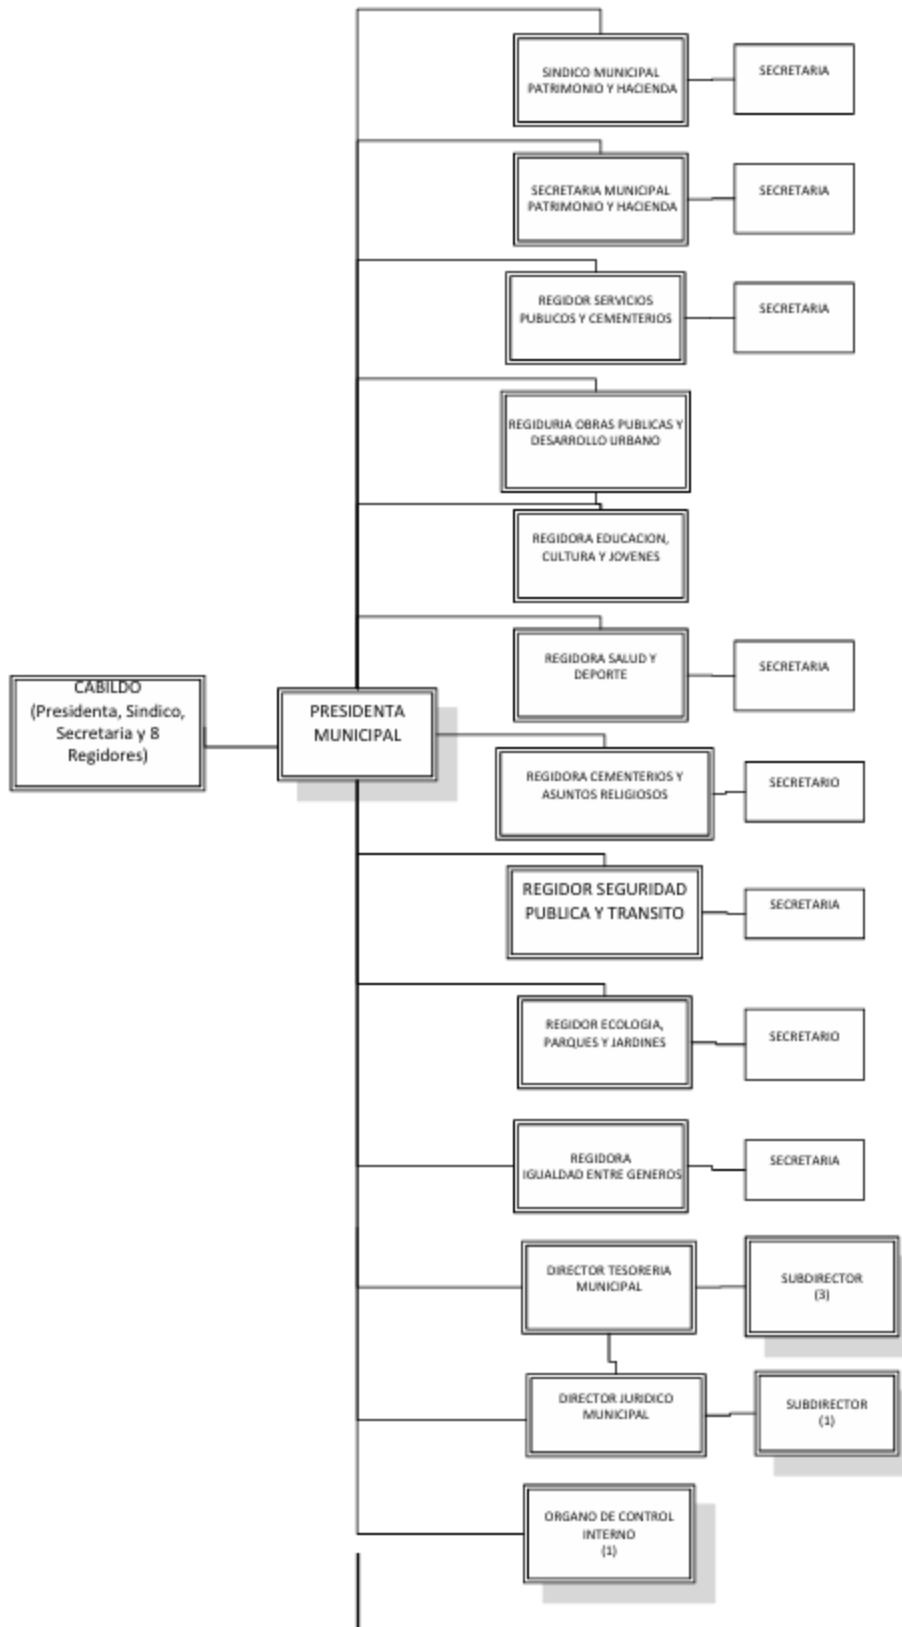 SINDICO MUNICIPAL
PATRIMONIO Y HACIENDA
SECRETARIA
SECRETARIA MUNICIPAL
PATRIMONIO Y HACIENDA
SECRETARIA
REGIDOR SERVICIOS
PUBLICOS Y CEMENTERIOS
SECRETARIA
REGIDURIA OBRAS PUBLICAS Y
DESARROLLO URBANO
REGIDORA EDUCACION,
CULTURA Y JOVENES
REGIDORA SALUD Y
DEPORTE
SECRETARIA
CABILDO
(Presidenta, Sindico,
Secretaria y 8
Regidores)
PRESIDENTA
MUNICIPAL
REGIDORA CEMENTERIOS Y
ASUNTOS RELIGIOSOS
SECRETARIO
REGIDOR SEGURIDAD
PUBLICA Y TRANSITO
SECRETARIA
REGIDOR ECOLOGIA,
PARQUES Y JARDINES
SECRETARIO
REGIDORA
IGUALDAD ENTRE GENEROS
SECRETARIA
DIRECTOR TESORERIA
MUNICIPAL
SUBDIRECTOR
(3)
DIRECTOR JURIDICO
MUNICIPAL
SUBDIRECTOR
(1)
ORGANO DE CONTROL
INTERNO
(1)